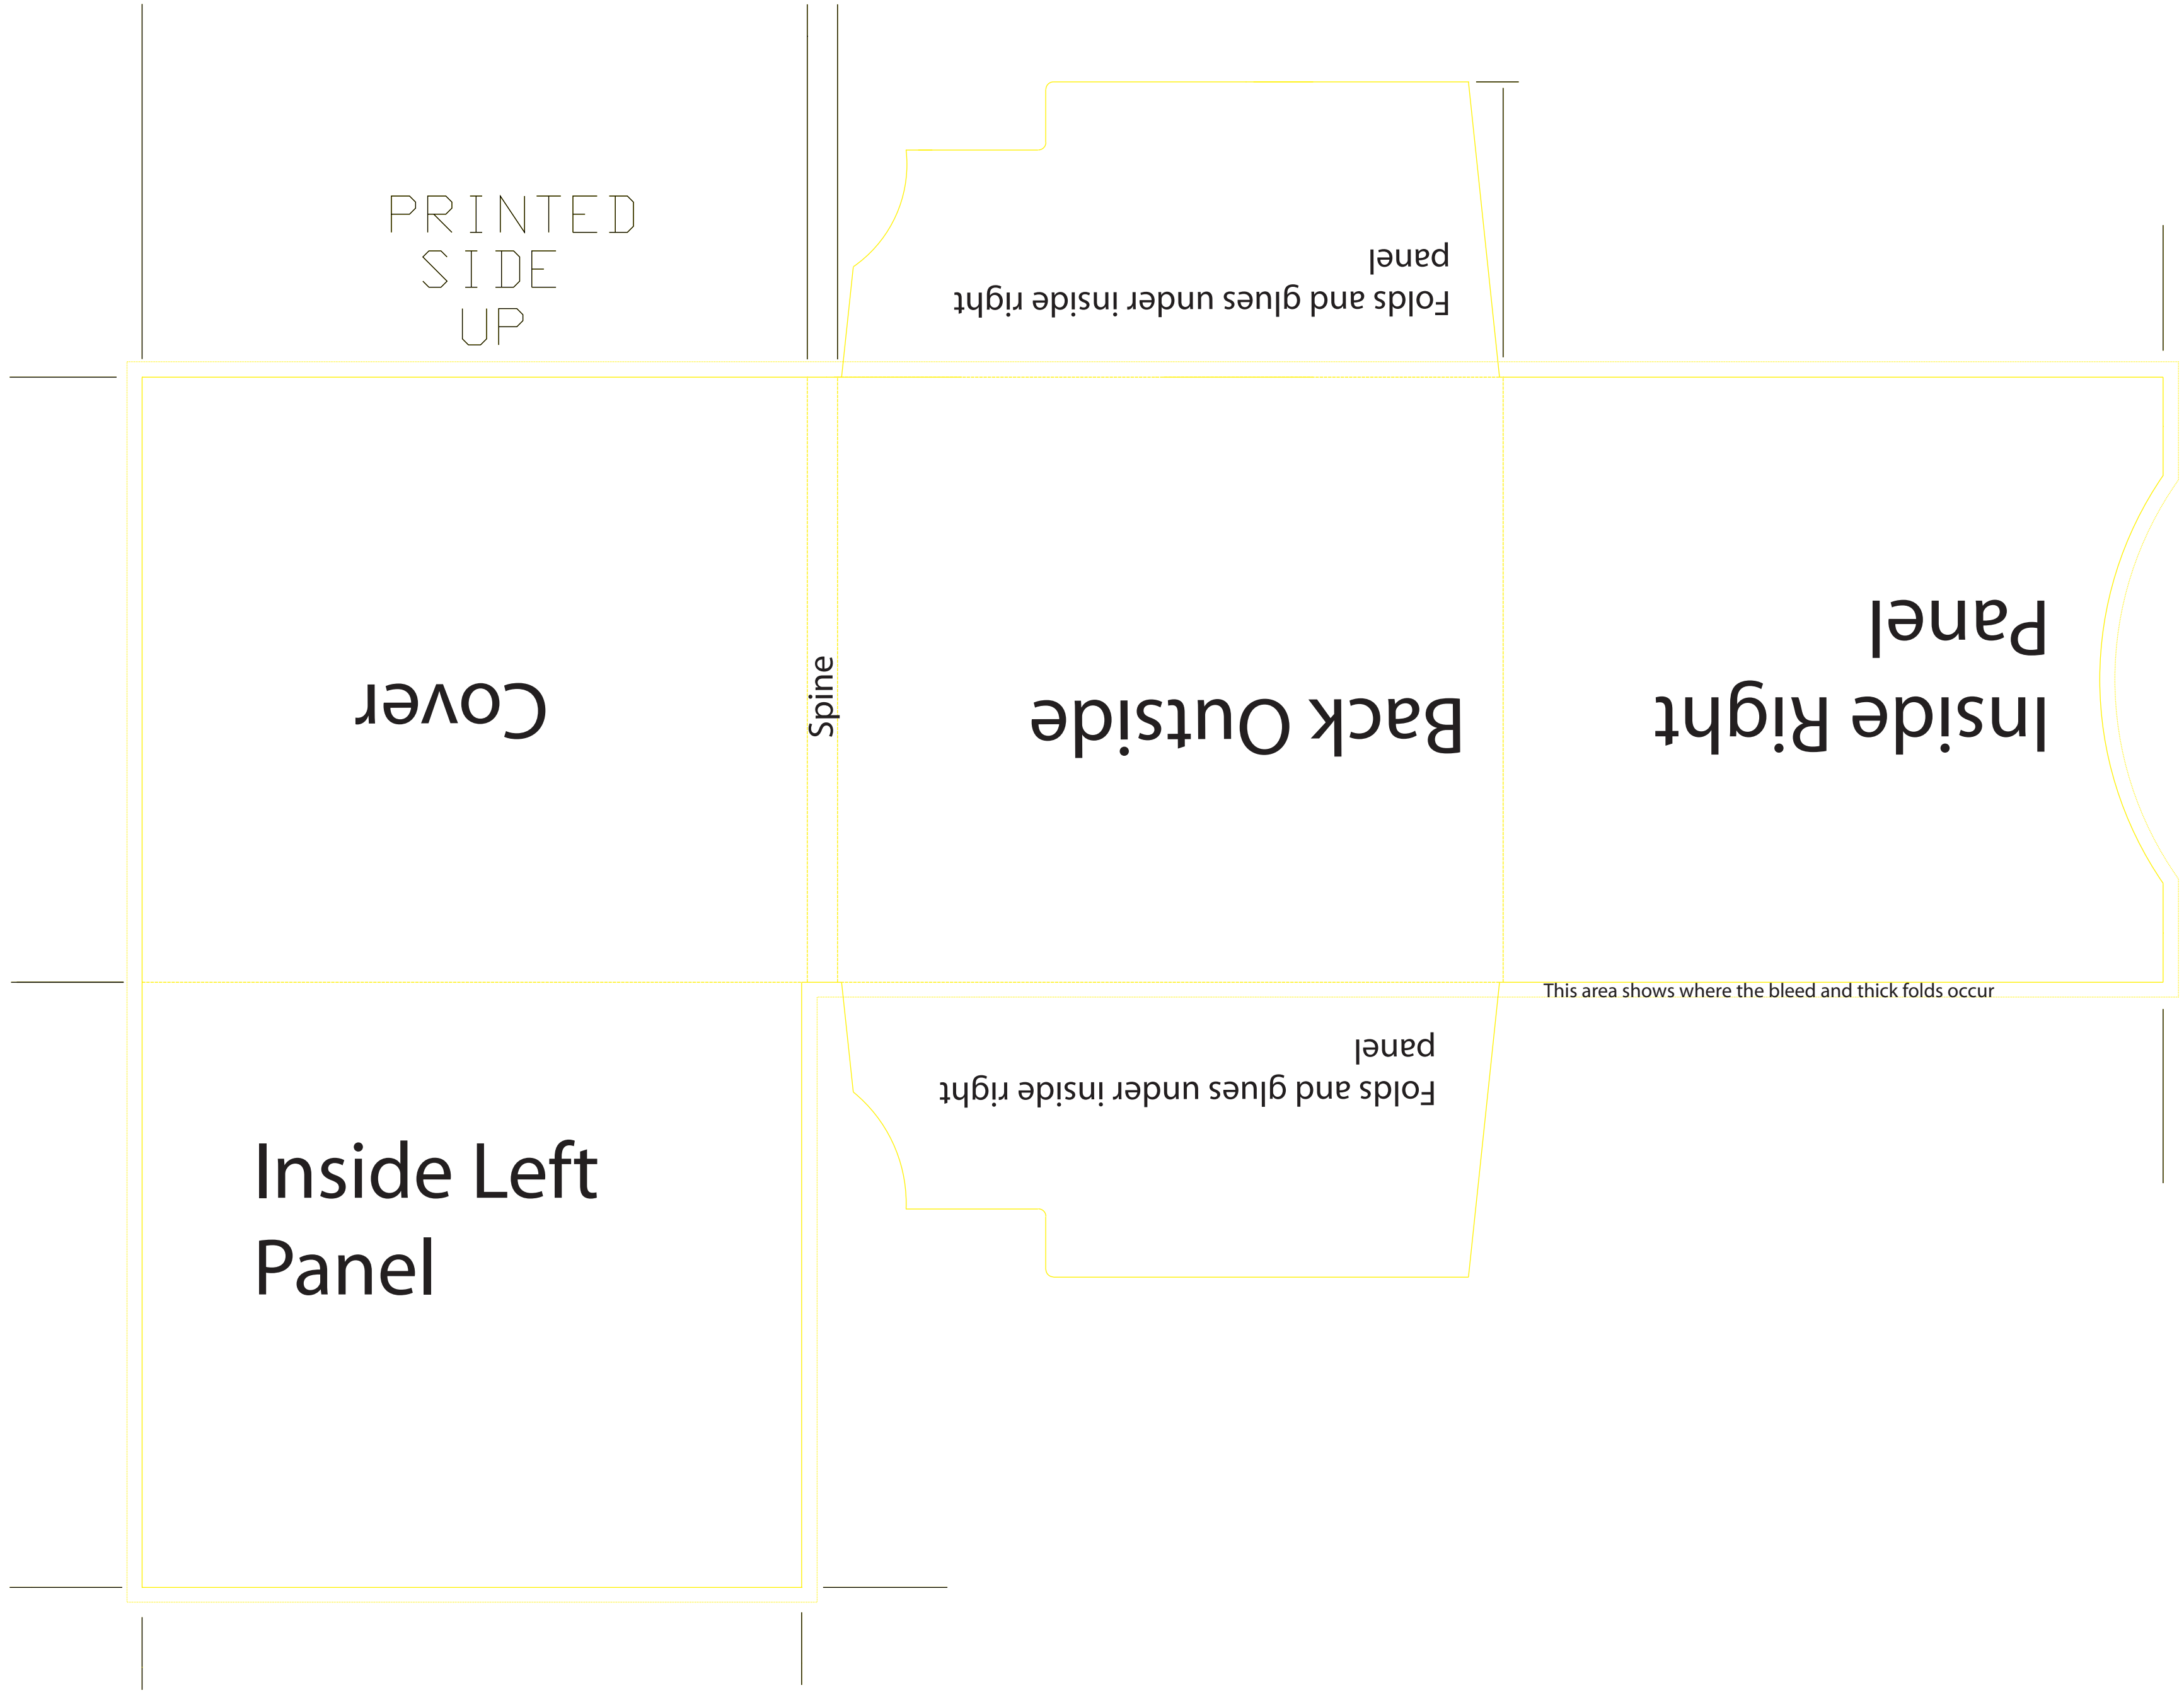 PRINTED
SIDE
UP
Folds and glues under inside right
panel
Cover
Spine
Back Outside
Inside Right
Panel
This area shows where the bleed and thick folds occur
Folds and glues under inside right
panel
Inside Left
Panel